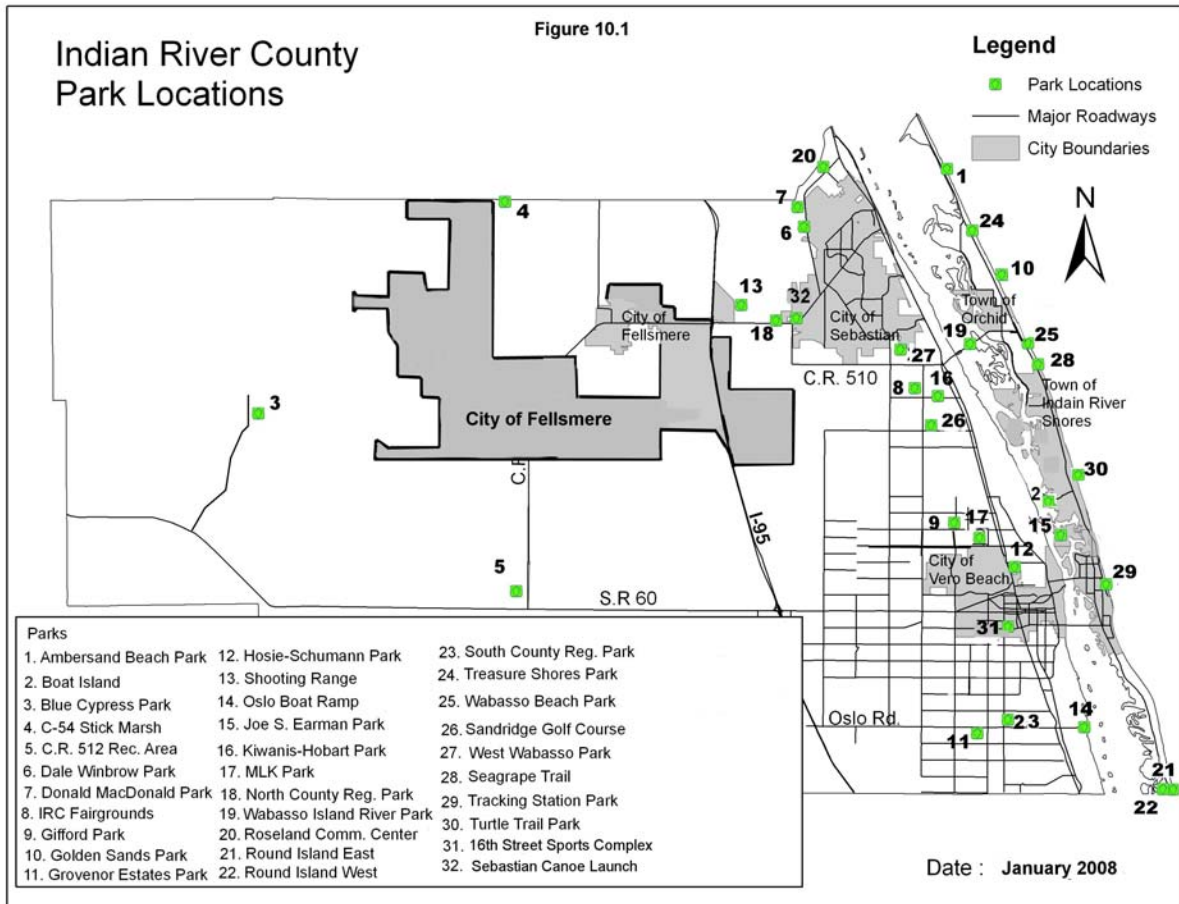 Figure 10.1
Indian River County
Park Locations
Legend
Park Locations
Major Roadways
City Boundaries
N
20
1
7
4
24
6
10
13
32
Town of
Orchid
City of
Fellsmere
18
City of
Sebastian
19
25
27
28
C.R. 510
8
16
Town of
Indain River
Shores
3
City of Fellsmere
26
30
2
I-95
9
17
15
12
City of
Vero Beach
5
29
S.R 60
31
23
Oslo Rd.
14
11
21
22
Parks
1. Ambersand Beach Park
2. Boat Island
3. Blue Cypress Park
4. C-54 Stick Marsh
5. C.R. 512 Rec. Area
6. Dale Winbrow Park
7. Donald MacDonald Park
8. IRC Fairgrounds
9. Gifford Park
10. Golden Sands Park
11. Grovenor Estates Park
12. Hosie-Schumann Park
13. Shooting Range
14. Oslo Boat Ramp
15. Joe S. Earman Park
16. Kiwanis-Hobart Park
17. MLK Park
18. North County Reg. Park
19. Wabasso Island River Park
20. Roseland Comm. Center
21. Round Island East
22. Round Island West
23. South County Reg. Park
24. Treasure Shores Park
25. Wabasso Beach Park
26. Sandridge Golf Course
27. West Wabasso Park
28. Seagrape Trail
29. Tracking Station Park
30. Turtle Trail Park
31. 16th Street Sports Complex
32. Sebastian Canoe Launch
Date : January 2008